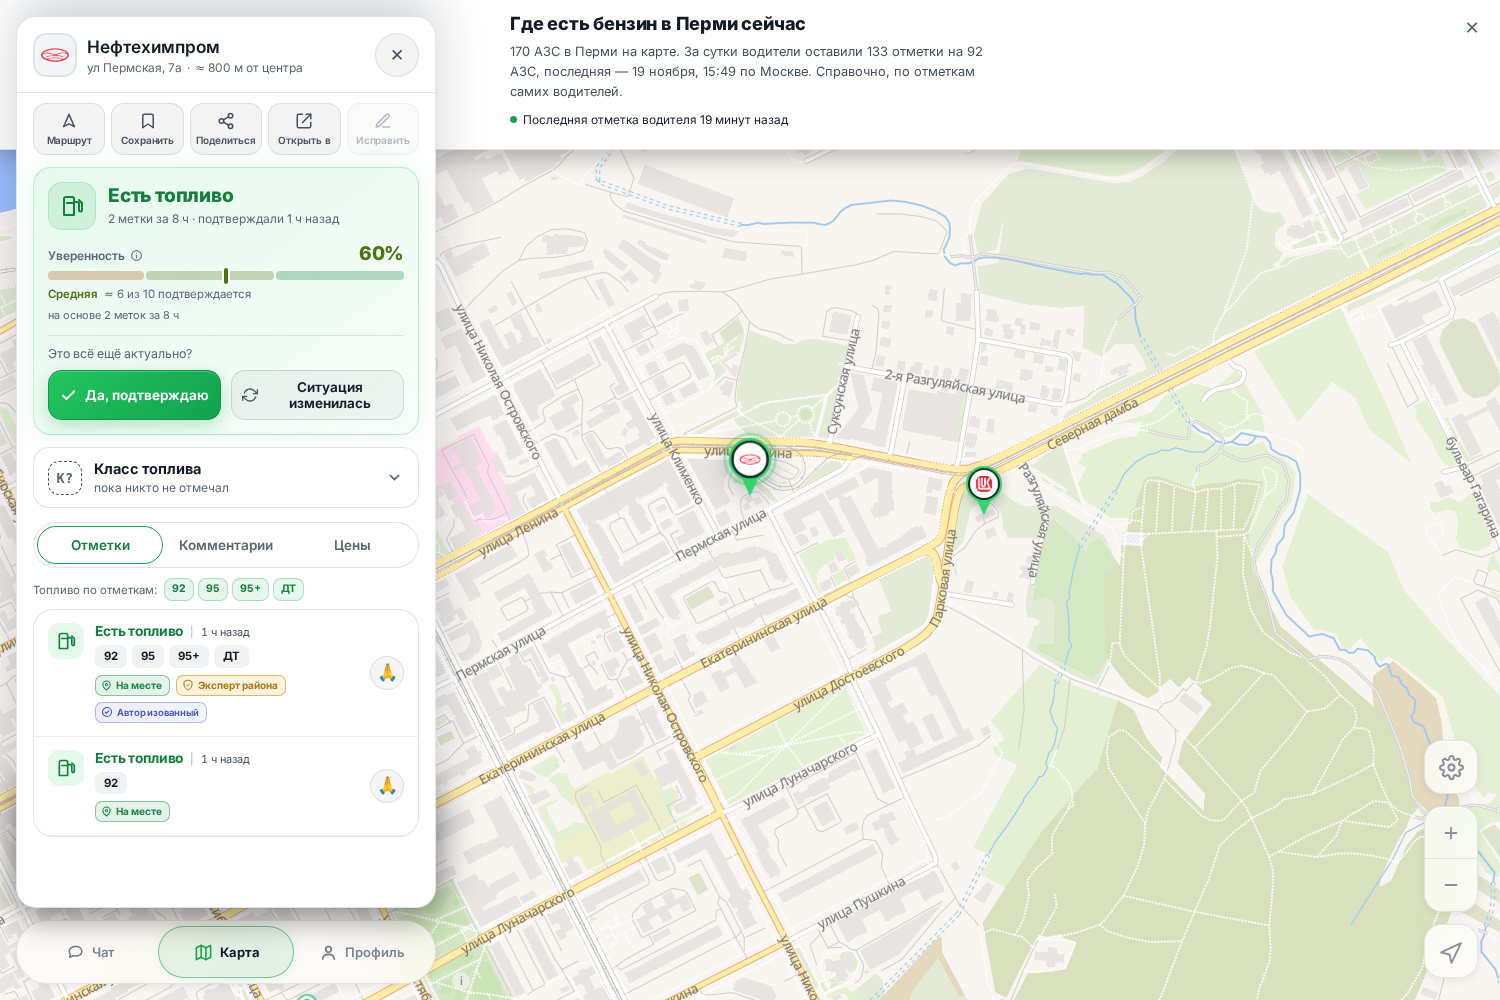 Нефтехимпром
ул Пермская, 7а · ≈ 800 м от центра
Маршрут
Сохранить
Поделиться
Открыть в
Исправить
Есть топливо
2 метки за 8 ч · подтверждали 1 ч назад
Уверенность
60%
Средняя ≈ 6 из 10 подтверждается
на основе 2 меток за 8 ч
Это всё ещё актуально?
Да, подтверждаю
Ситуация
изменилась
К?
Класс топлива
пока никто не отмечал
Отметки
Комментарии
Цены
Топливо по отметкам: 92 95 95+ ДТ
Есть топливо | 1 ч назад
92 95 95+ ДТ
На месте
Эксперт района
Авторизованный
Есть топливо | 1 ч назад
92
На месте
Чат
Карта
Профиль
Где есть бензин в Перми сейчас
170 АЗС в Перми на карте. За сутки водители оставили 133 отметки на 92
АЗС, последняя — 19 ноября, 15:49 по Москве. Справочно, по отметкам
самих водителей.
Последняя отметка водителя 19 минут назад
улица Николая Островского
улица Клименко
Суксунская улица
2-я Разгуляйская улица
Северная дамба
бульвар Гагарина
Разгуляйская улица
улица Ленина
Пермская улица
Парковая улица
Екатерининская улица
Пермская улица
улица Николая Островского
улица Достоевского
Екатерининская улица
улица Луначарского
улица Пушкина
улица Луначарского
улица Николая Ос
кинская улица